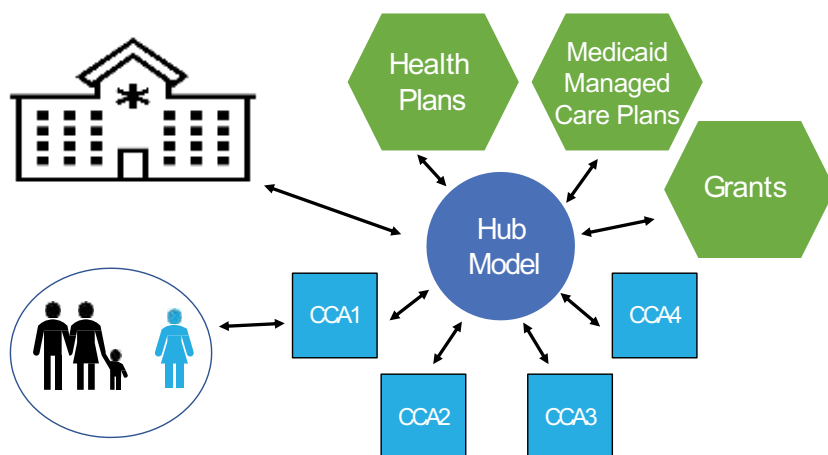 Health
Plans
Medicaid
Managed
Care Plans
Grants
Hub
Model
CCA1
CCA4
CCA2
CCA3